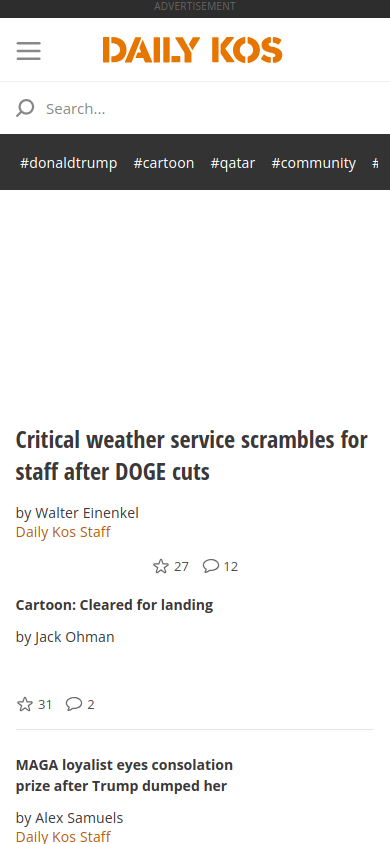 ADVERTISEMENT
DAILY KOS
Search...
#donaldtrump #cartoon #qatar #community #
Critical weather service scrambles for
staff after DOGE cuts
by Walter Einenkel
Daily Kos Staff
27 12
Cartoon: Cleared for landing
by Jack Ohman
31 2
MAGA loyalist eyes consolation
prize after Trump dumped her
by Alex Samuels
Daily Kos Staff